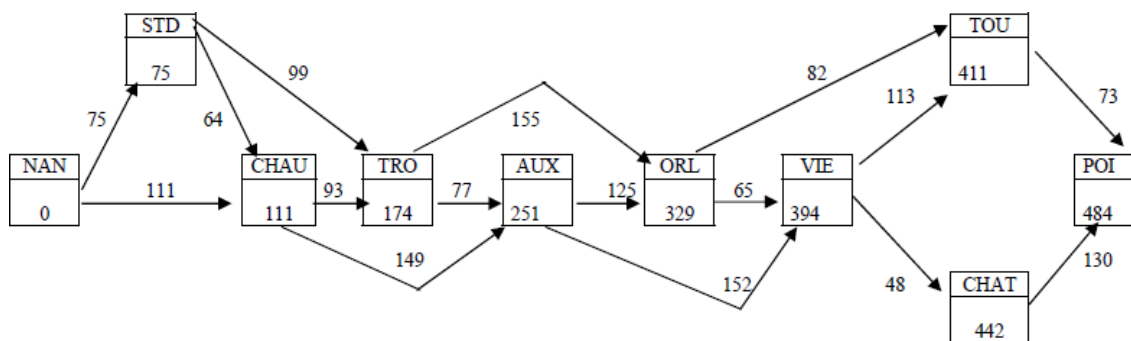 STD
75
TOU
411
99
82
155
113
73
75
64
NAN
0
111
CHAU
111
93
TRO
174
77
AUX
251
125
ORL
329
65
VIE
394
POI
484
149
152
48
130
CHAT
442